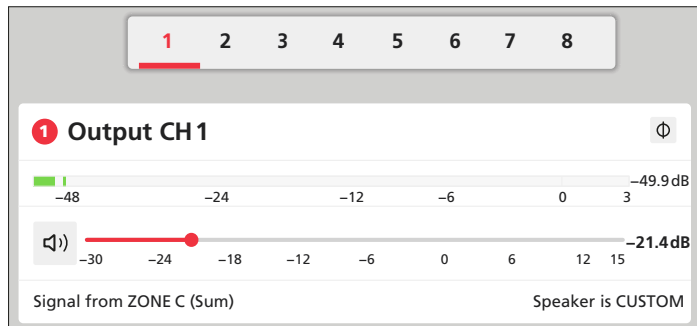 1 2 3 4 5 6 7 8
1 Output CH 1
−49.9 dB
−48 −24 −12 −6 0 3
−21.4 dB
−30 −24 −18 −12 −6 0 6 12 15
Signal from ZONE C (Sum) Speaker is CUSTOM